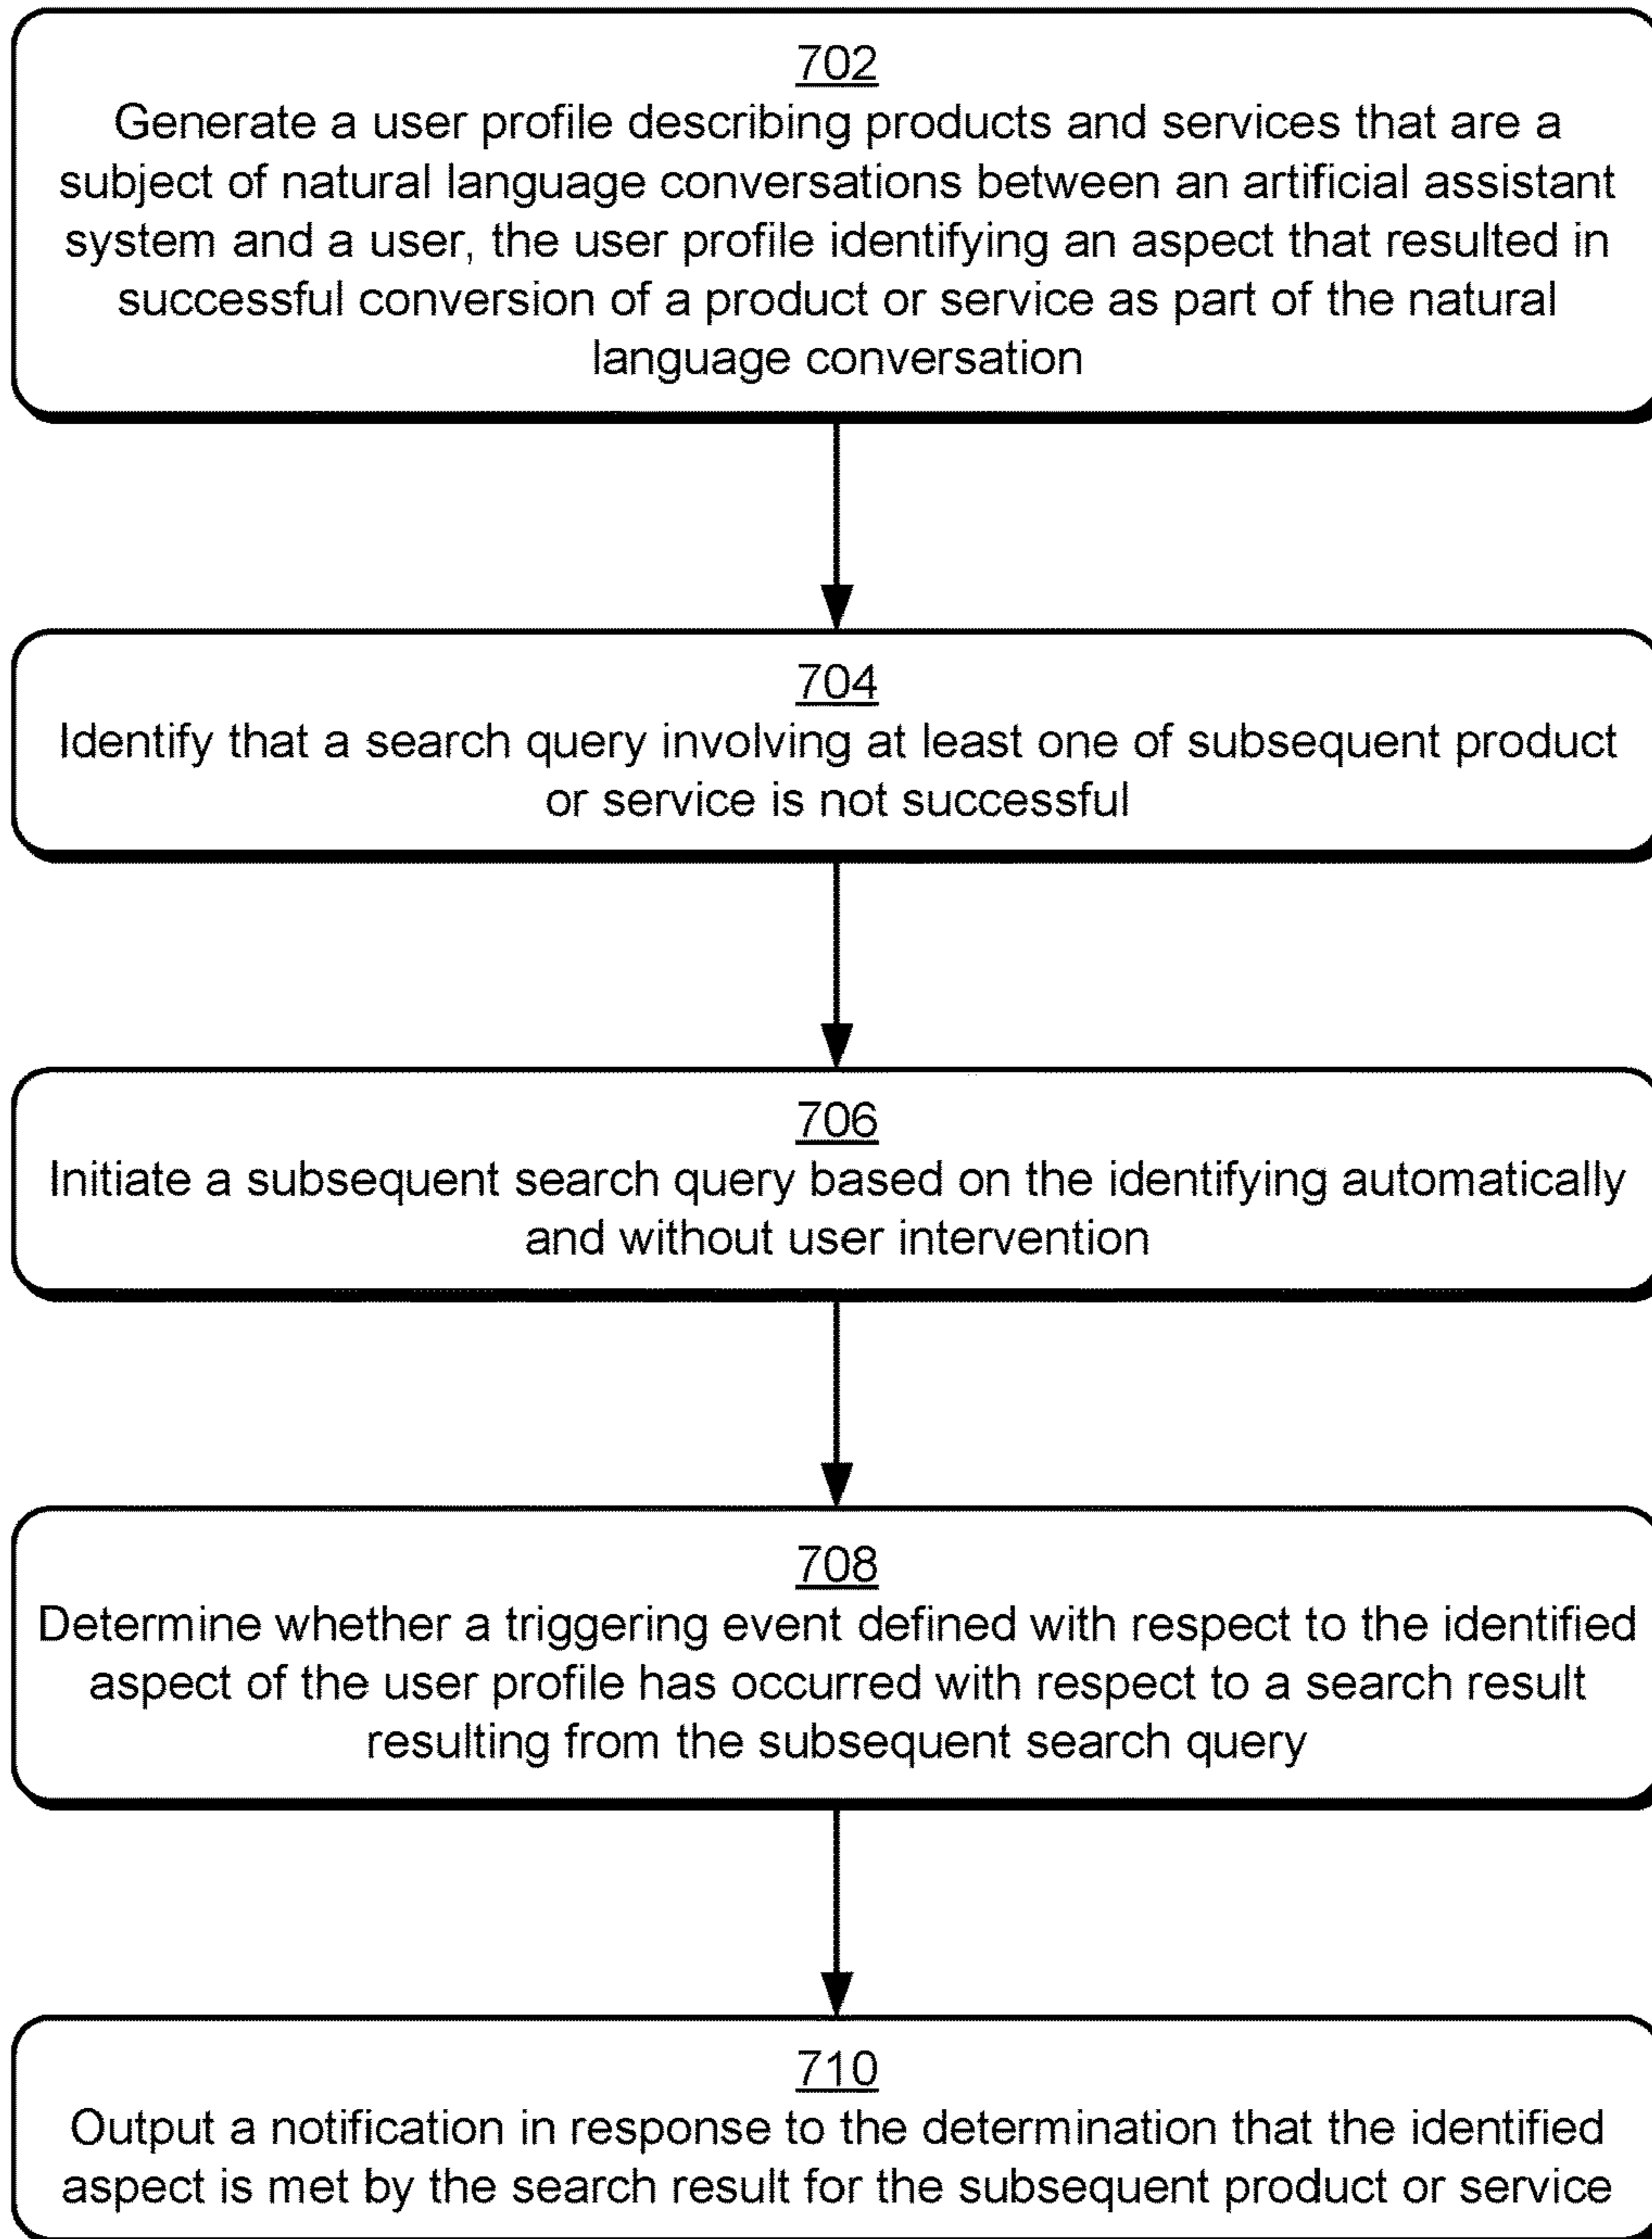 702
Generate a user profile describing products and services that are a
subject of natural language conversations between an artificial assistant
system and a user, the user profile identifying an aspect that resulted in
successful conversion of a product or service as part of the natural
language conversation
704
Identify that a search query involving at least one of subsequent product
or service is not successful
706
Initiate a subsequent search query based on the identifying automatically
and without user intervention
708
Determine whether a triggering event defined with respect to the identified
aspect of the user profile has occurred with respect to a search result
resulting from the subsequent search query
710
Output a notification in response to the determination that the identified
aspect is met by the search result for the subsequent product or service